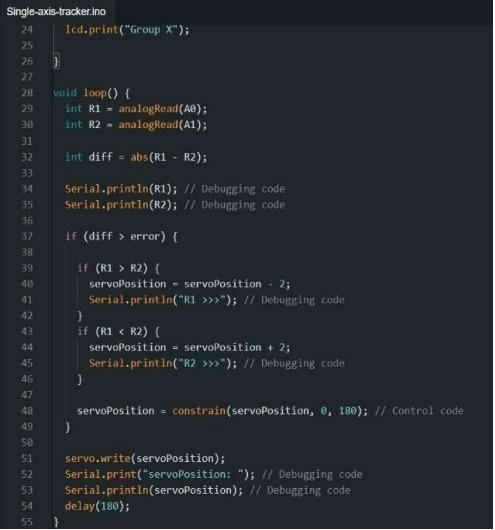 Single-axis-tracker.ino
24 lcd.print("Group X");
25
26 }
27
28 void loop() {
29 int R1 = analogRead(A0);
30 int R2 = analogRead(A1);
31
32 int diff = abs(R1 - R2);
33
34 Serial.println(R1); // Debugging code
35 Serial.println(R2); // Debugging code
36
37 if (diff > error) {
38
39 if (R1 > R2) {
40 servoPosition = servoPosition - 2;
41 Serial.println("R1 >>>"); // Debugging code
42 }
43 if (R1 < R2) {
44 servoPosition = servoPosition + 2;
45 Serial.println("R2 >>>"); // Debugging code
46 }
47
48 servoPosition = constrain(servoPosition, 0, 180); // Control code
49 }
50
51 servo.write(servoPosition);
52 Serial.print("servoPosition: "); // Debugging code
53 Serial.println(servoPosition); // Debugging code
54 delay(180);
55 }